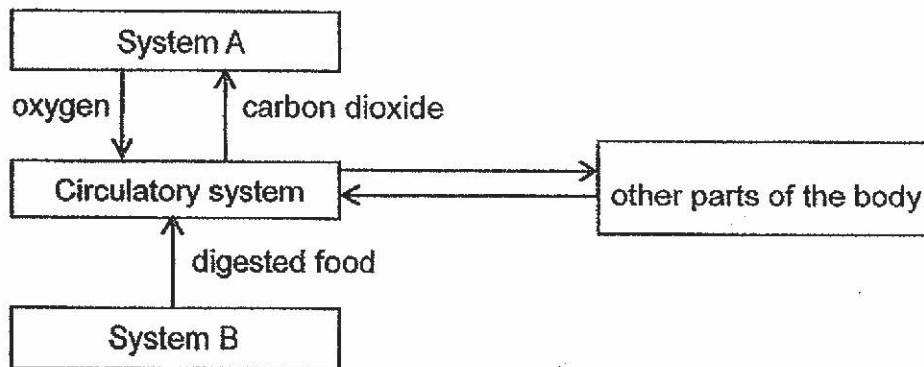 System A
oxygen
carbon dioxide
Circulatory system
other parts of the body
digested food
System B